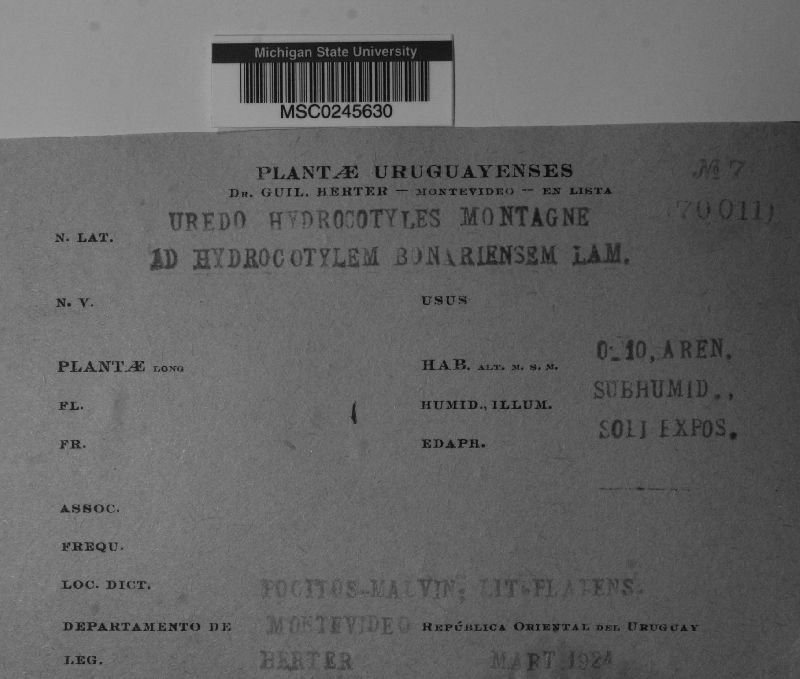 Michigan State University
MSC0245630
PLANTÆ URUGUAYENSES № 7
Dr. GUIL. HERTER — MONTEVIDEO — EN LISTA
N. LAT. UREDO HYDROCOTYLES MONTAGNE (70 011)
AD HYDROCOTYLEM BONARIENSEM LAM.
N. V. USUS
PLANTÆ LONG HAB. ALT. M. S. M. 0-10, AREN,
FL. HUMID., ILLUM. SUBHUMID.,
FR. EDAPH. SOLI EXPOS.
ASSOC.
FREQU.
LOC. DICT. POCITOS-MALVIN, LIT. PLATENS.
DEPARTAMENTO DE MONTEVIDEO REPÚBLICA ORIENTAL DEL URUGUAY
LEG. HERTER MART 1924